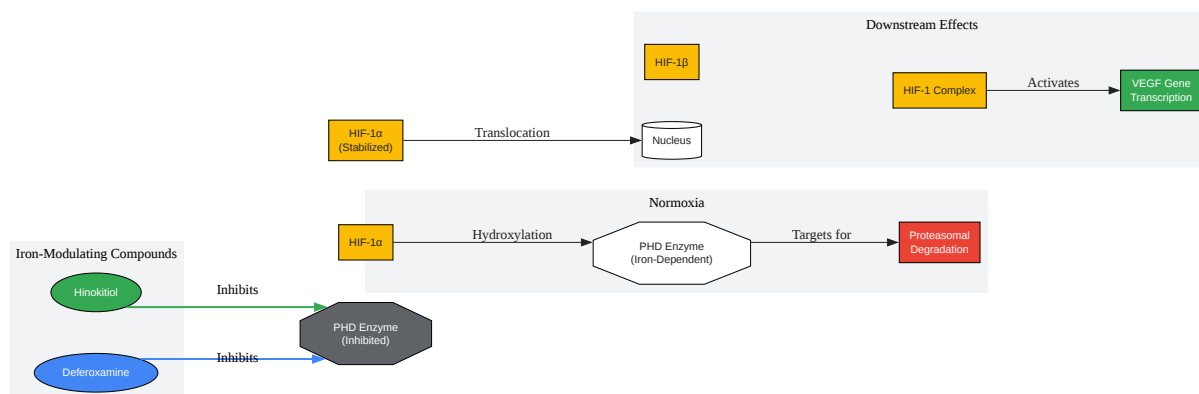 Downstream Effects
HIF-1β
HIF-1 Complex
Activates
VEGF Gene
Transcription
HIF-1α
(Stabilized)
Translocation
Nucleus
Normoxia
HIF-1α
Hydroxylation
PHD Enzyme
(Iron-Dependent)
Targets for
Proteasomal
Degradation
Iron-Modulating Compounds
Hinokitiol
Inhibits
PHD Enzyme
(Inhibited)
Deferoxamine
Inhibits